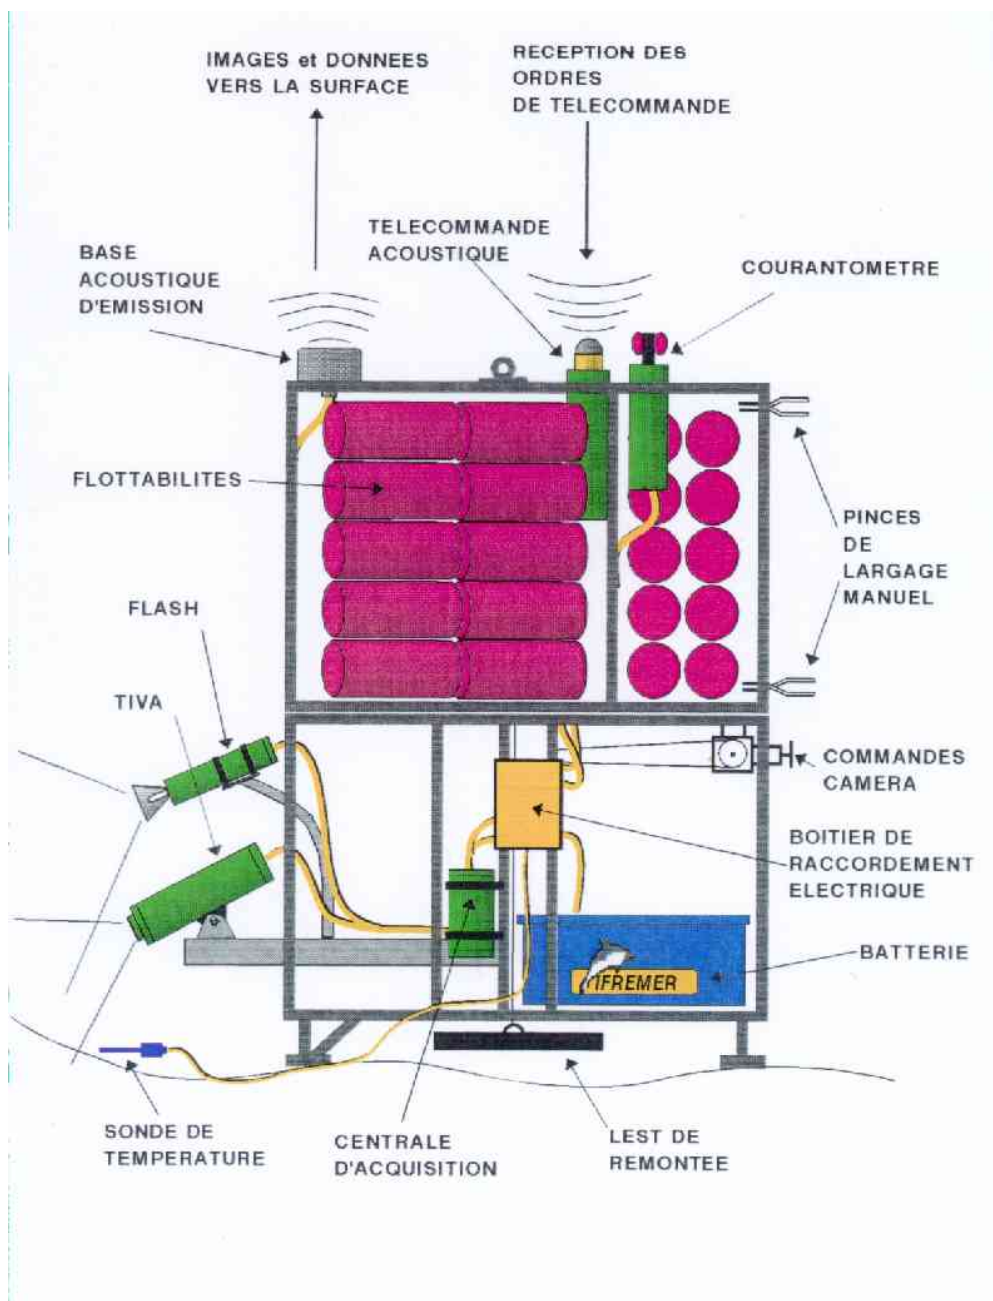 IMAGES et DONNEES
VERS LA SURFACE
RECEPTION DES
ORDRES
DE TELECOMMANDE
TELECOMMANDE
ACOUSTIQUE
BASE
ACOUSTIQUE
D'EMISSION
COURANTOMETRE
FLOTTABILITES
PINCES
DE
LARGAGE
MANUEL
FLASH
TIVA
COMMANDES
CAMERA
BOITIER DE
RACCORDEMENT
ELECTRIQUE
BATTERIE
IFREMER
SONDE DE
TEMPERATURE
CENTRALE
D'ACQUISITION
LEST DE
REMONTEE